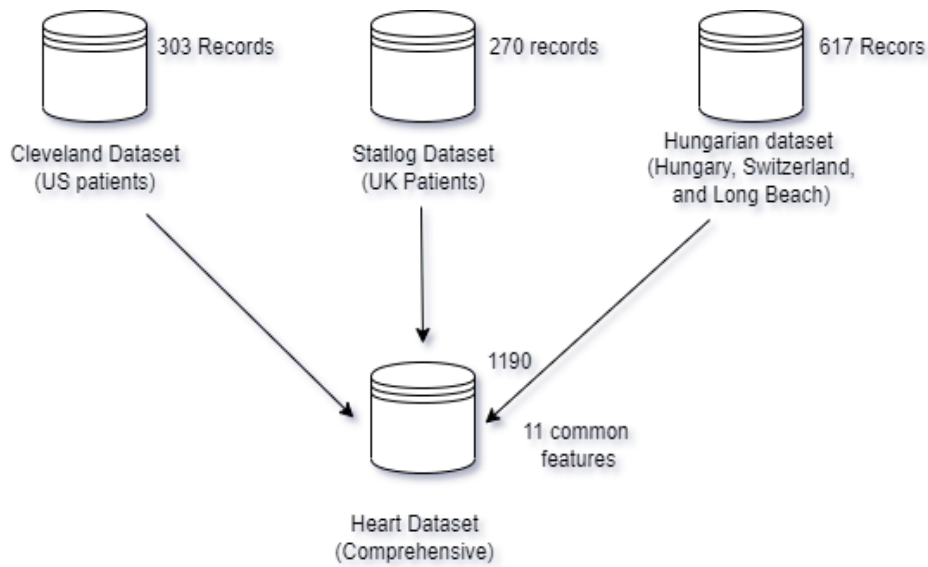 303 Records
270 records
617 Recors
Cleveland Dataset
(US patients)
Statlog Dataset
(UK Patients)
Hungarian dataset
(Hungary, Switzerland,
and Long Beach)
1190
11 common
features
Heart Dataset
(Comprehensive)